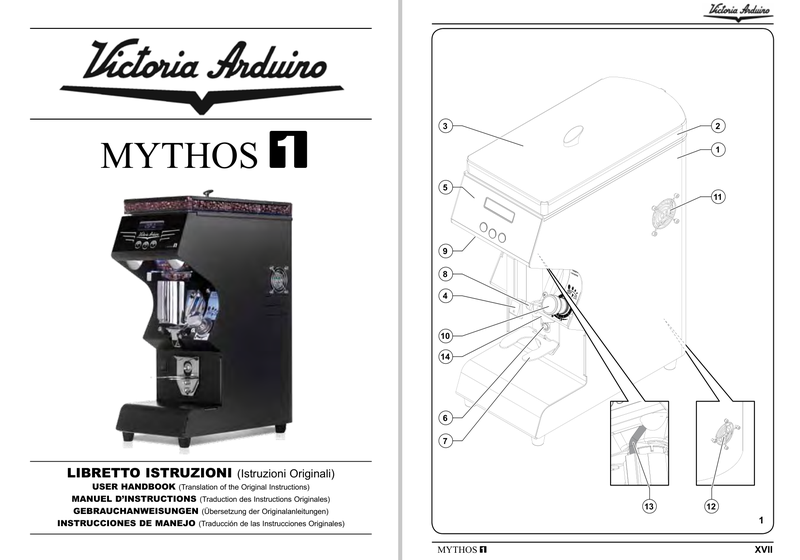 Victoria Arduino
MYTHOS 1
LIBRETTO ISTRUZIONI (Istruzioni Originali)
USER HANDBOOK (Translation of the Original Instructions)
MANUEL D'INSTRUCTIONS (Traduction des Instructions Originales)
GEBRAUCHANWEISUNGEN (Übersetzung der Originalanleitungen)
INSTRUCCIONES DE MANEJO (Traducción de las Instrucciones Originales)
Victoria Arduino
3
2
1
5
11
9
8
4
10
14
6
7
13
12
1
MYTHOS 1
XVII